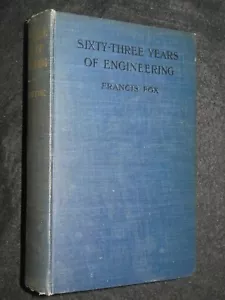 SIXTY-THREE YEARS
OF ENGINEERING
FRANCIS FOX